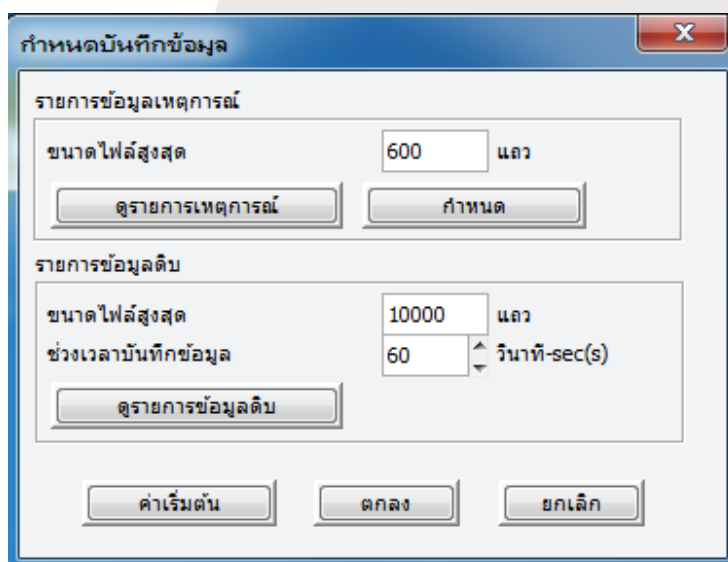 กำหนดบันทึกข้อมูล
รายการข้อมูลเหตุการณ์
ขนาดไฟล์สูงสุด 600 แถว
ดูรายการเหตุการณ์ กำหนด
รายการข้อมูลดิบ
ขนาดไฟล์สูงสุด 10000 แถว
ช่วงเวลาบันทึกข้อมูล 60 วินาที-sec(s)
ดูรายการข้อมูลดิบ
ค่าเริ่มต้น ตกลง ยกเลิก